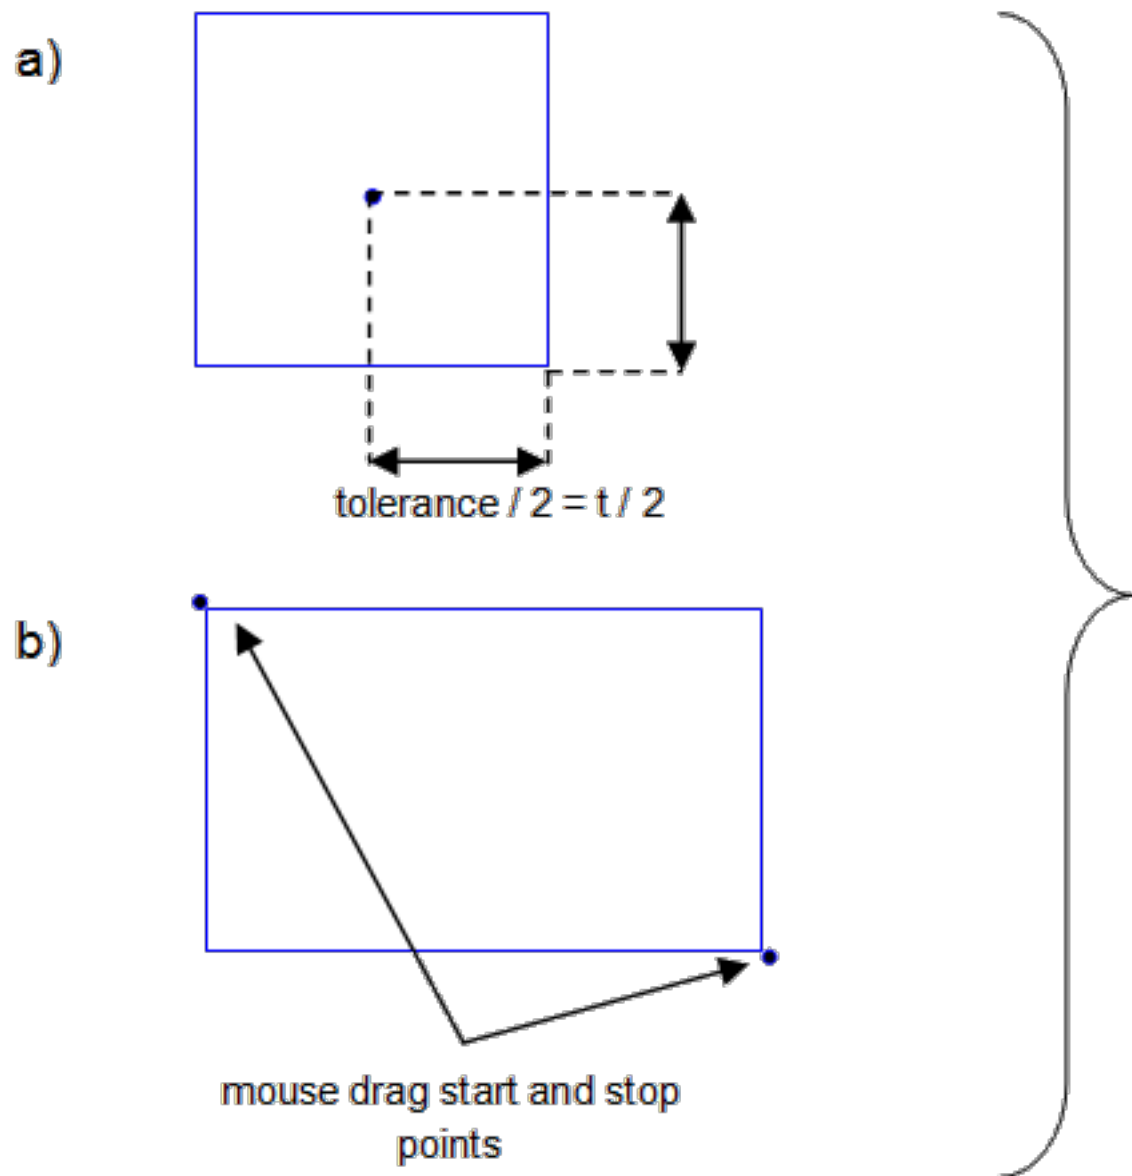 a)
tolerance / 2 = t / 2
b)
mouse drag start and stop
points